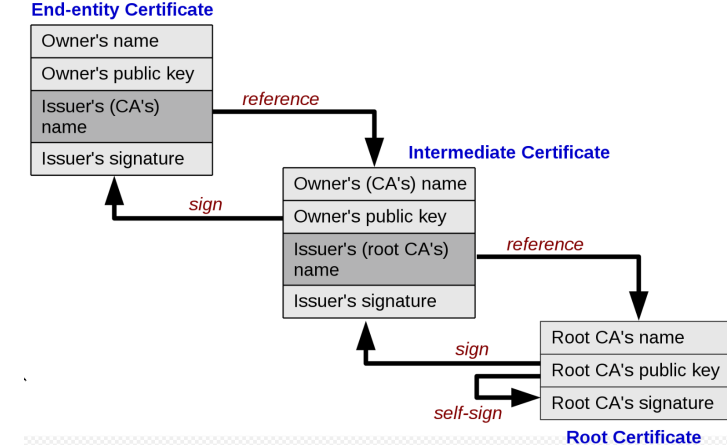 End-entity Certificate
Owner's name
Owner's public key
Issuer's (CA's)
name
Issuer's signature
reference
sign
Intermediate Certificate
Owner's (CA's) name
Owner's public key
Issuer's (root CA's)
name
Issuer's signature
reference
sign
self-sign
Root CA's name
Root CA's public key
Root CA's signature
Root Certificate